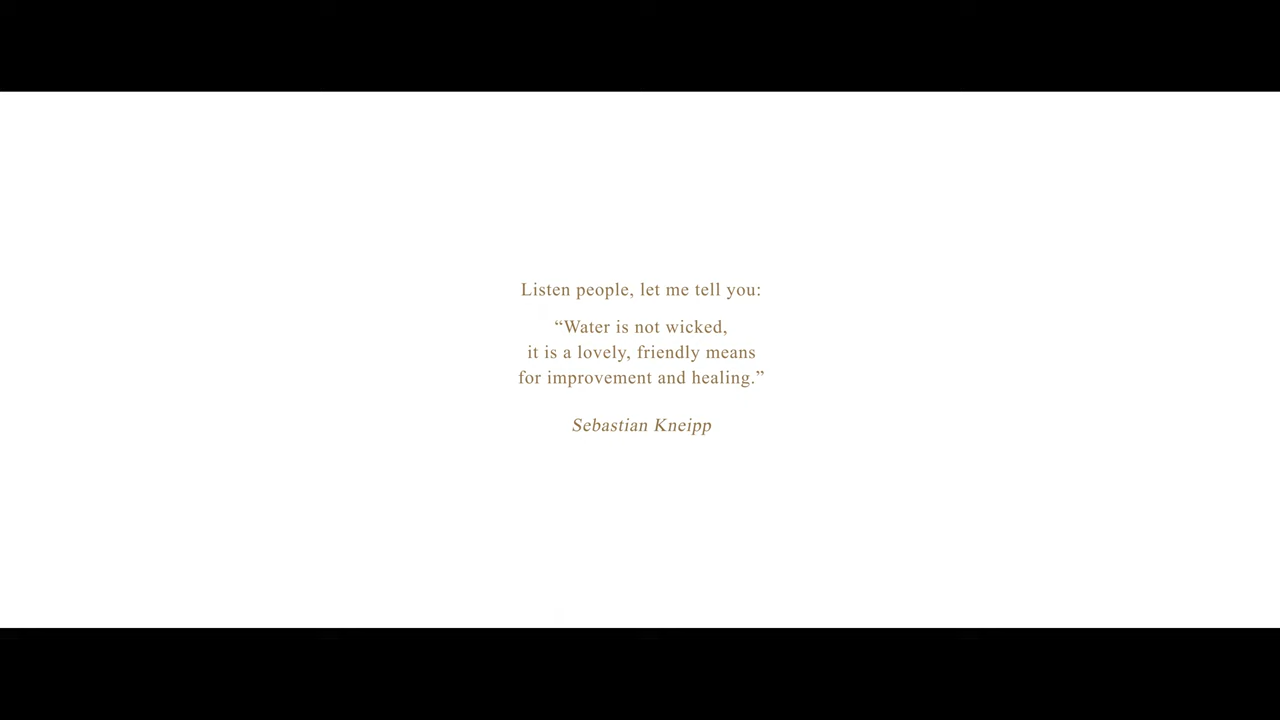 Listen people, let me tell you:
“Water is not wicked,
it is a lovely, friendly means
for improvement and healing.”
Sebastian Kneipp